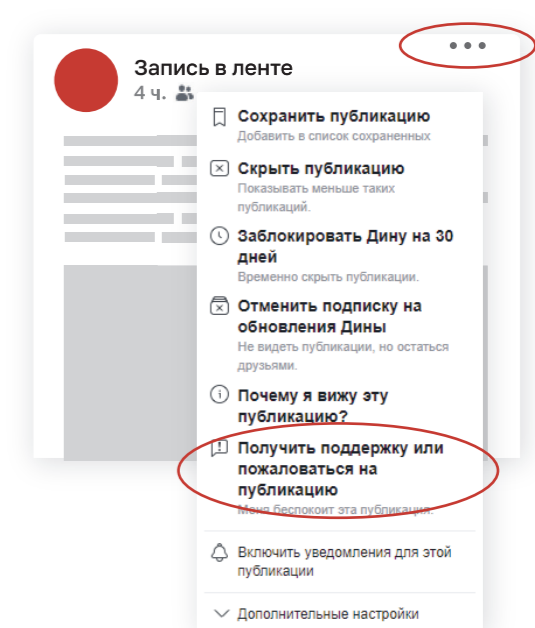 Запись в ленте
4 ч.
Сохранить публикацию
Добавить в список сохраненных
Скрыть публикацию
Показывать меньше таких
публикаций.
Заблокировать Дину на 30
дней
Временно скрыть публикации.
Отменить подписку на
обновления Дины
Не видеть публикации, но остаться
друзьями.
Почему я вижу эту
публикацию?
Получить поддержку или
пожаловаться на
публикацию
Меня беспокоит эта публикация.
Включить уведомления для этой
публикации
Дополнительные настройки